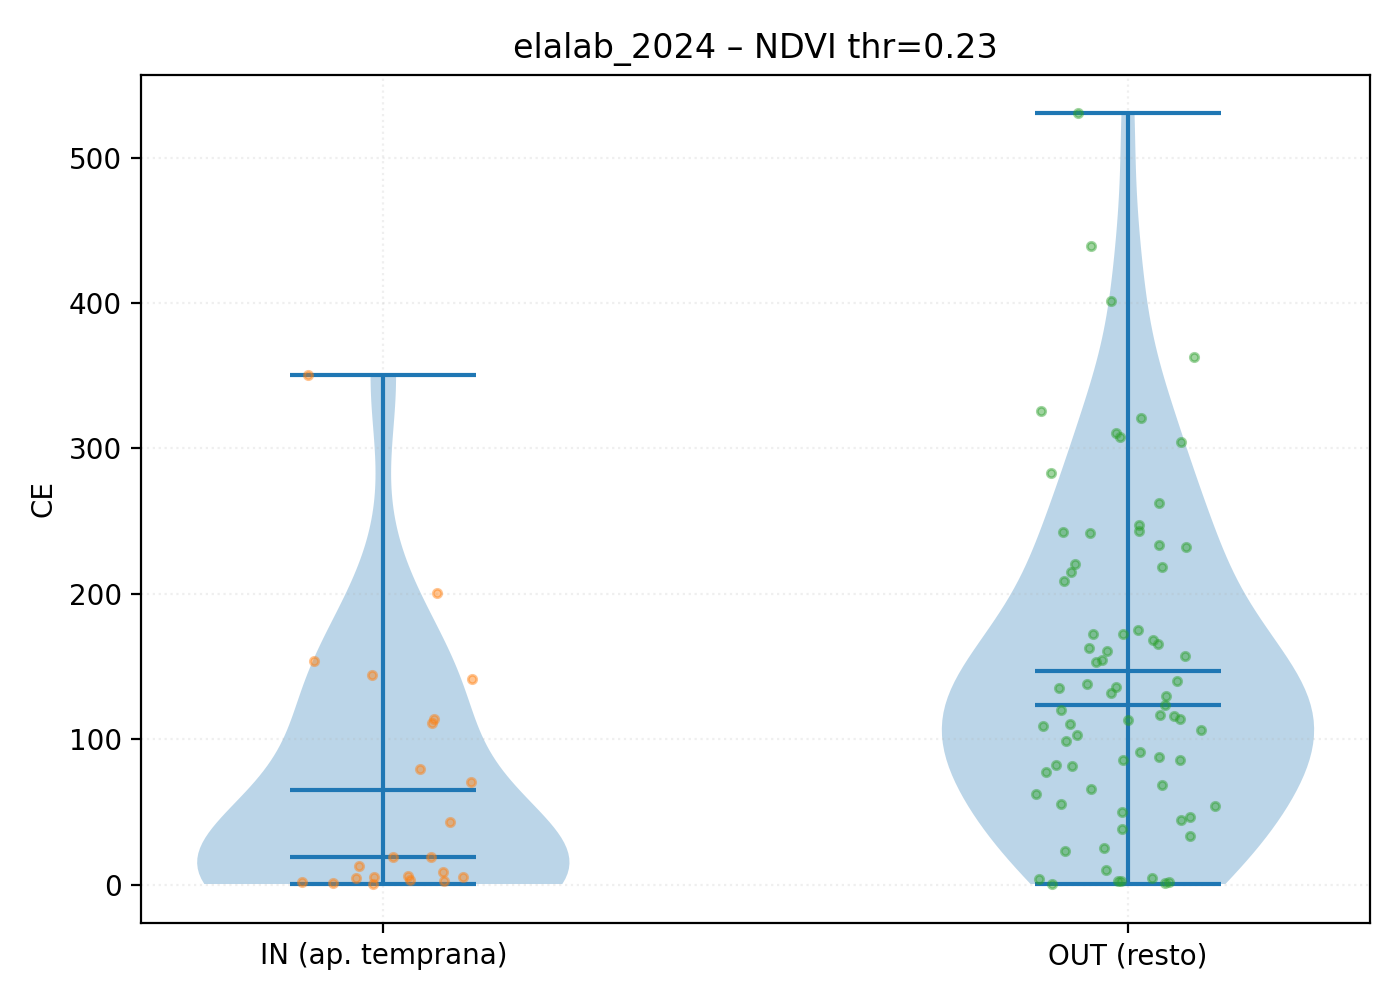 elalab_2024 – NDVI thr=0.23
CE
500
400
300
200
100
0
IN (ap. temprana)
OUT (resto)